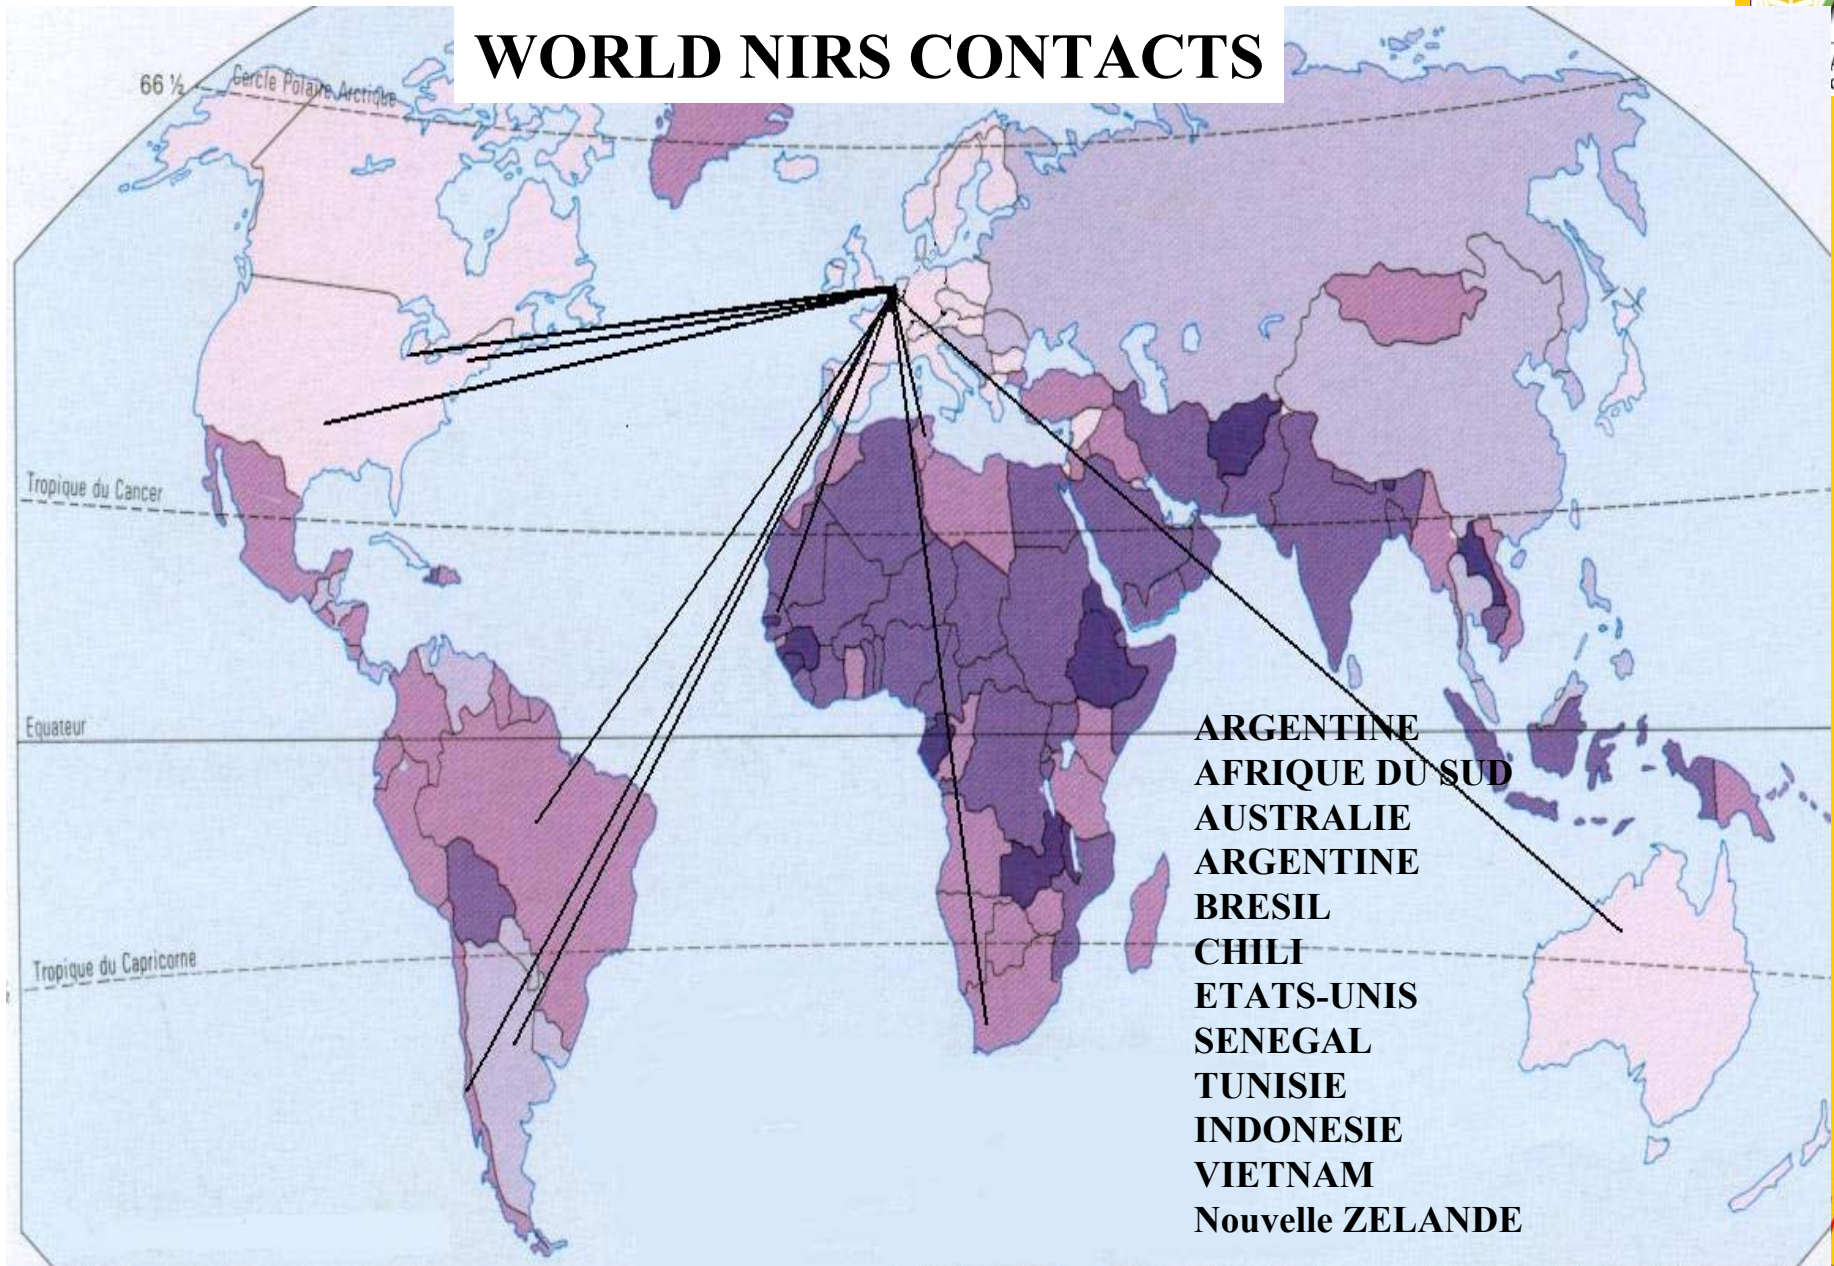 WORLD NIRS CONTACTS
66 ½
Cercle Polaire Arctique
Tropique du Cancer
Equateur
Tropique du Capricorne
ARGENTINE
AFRIQUE DU SUD
AUSTRALIE
ARGENTINE
BRESIL
CHILI
ETATS-UNIS
SENEGAL
TUNISIE
INDONESIE
VIETNAM
Nouvelle ZELANDE